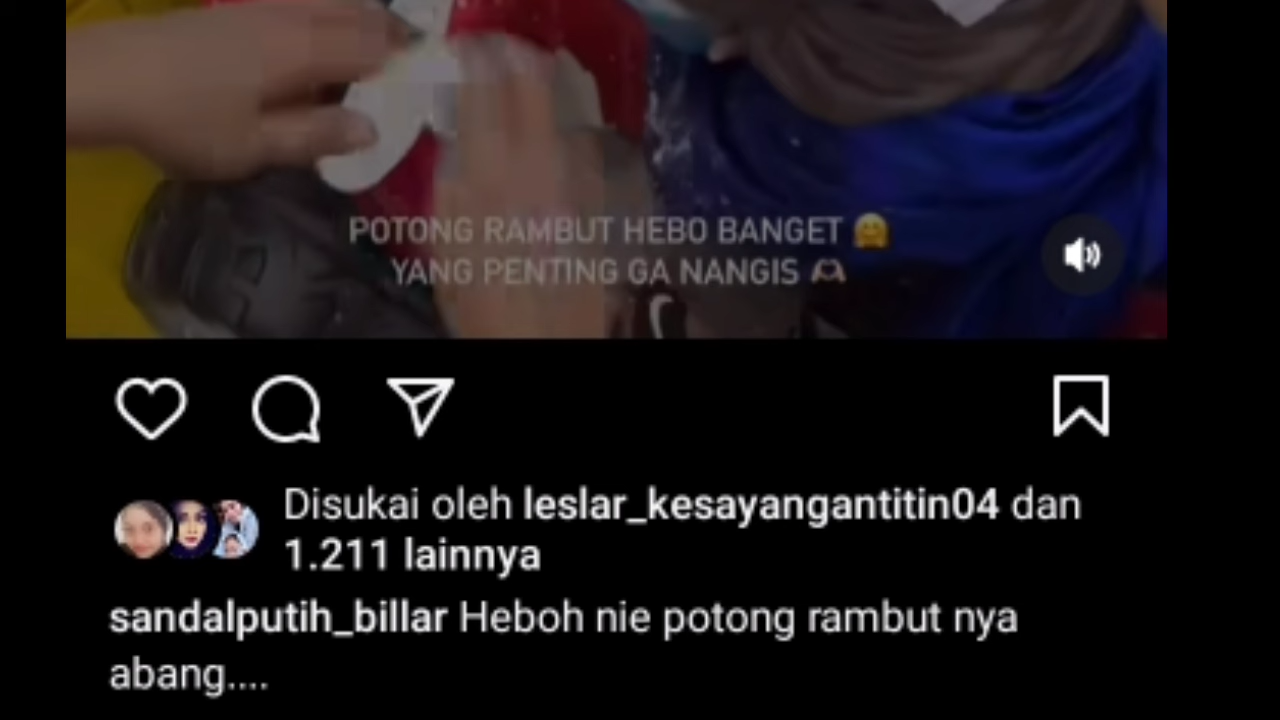 POTONG RAMBUT HEBO BANGET 🤗
YANG PENTING GA NANGIS 🫶🏽
Disukai oleh leslar_kesayangantitin04 dan
1.211 lainnya
sandalputih_billar Heboh nie potong rambut nya
abang....